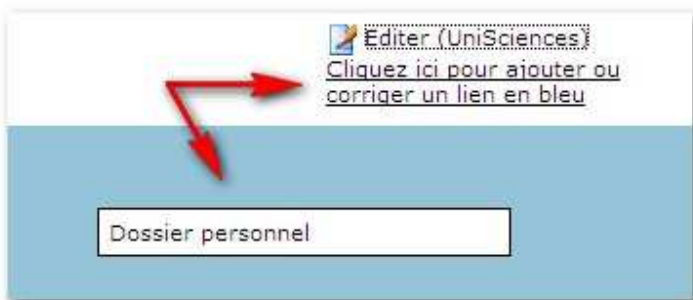 Editer (UniSciences)
Cliquez ici pour ajouter ou
corriger un lien en bleu
Dossier personnel